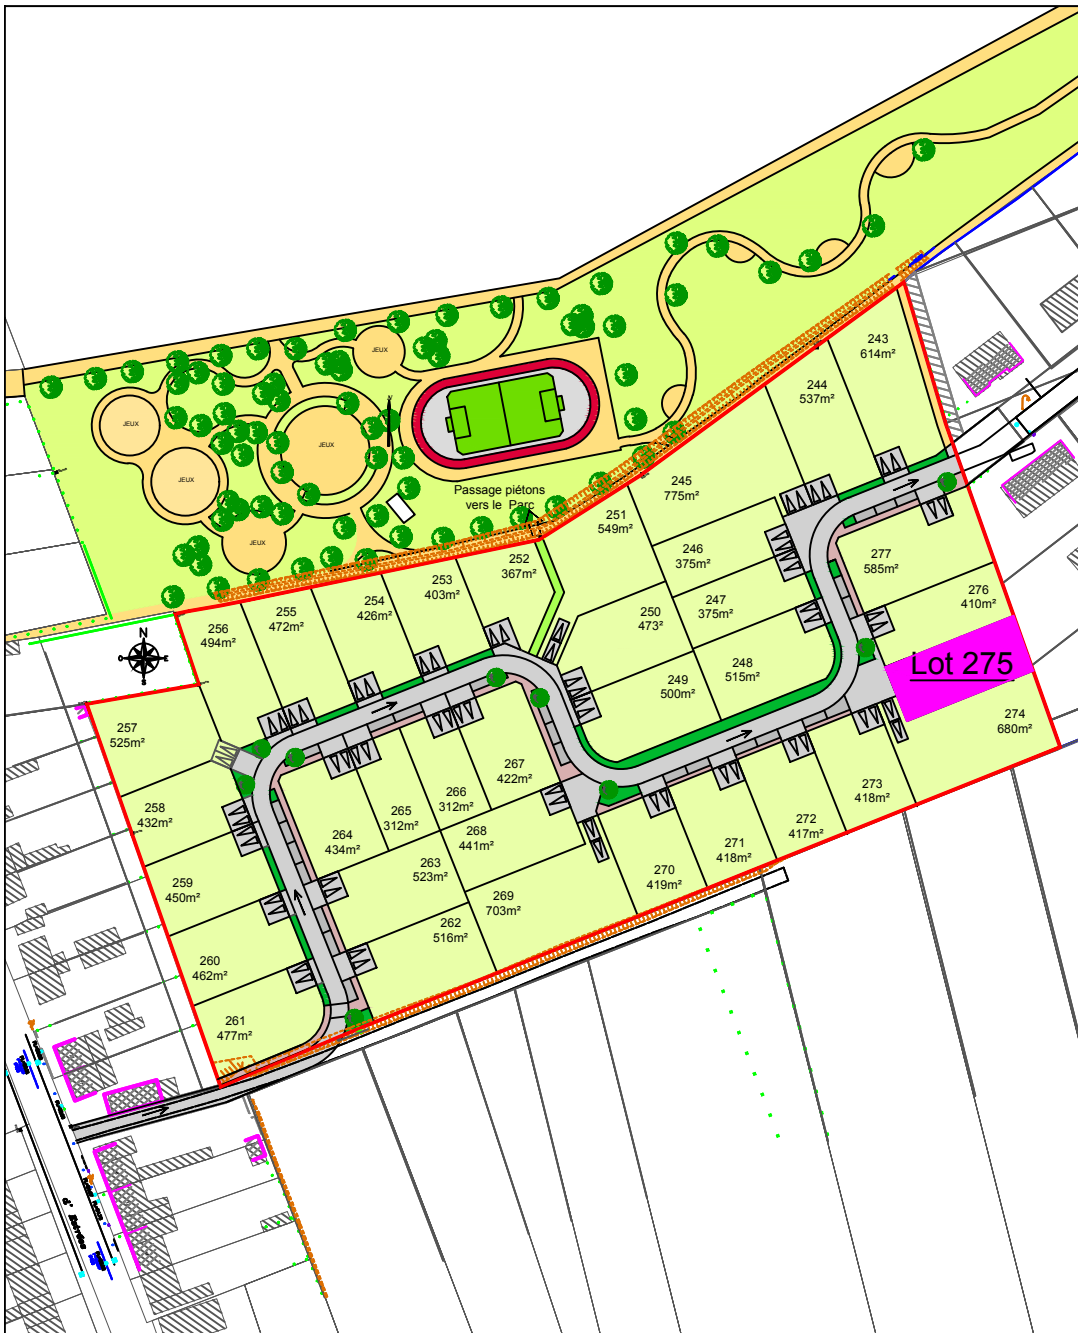 JEUX
JEUX
JEUX
JEUX
JEUX
Passage piétons
vers le Parc
243
614m²
244
537m²
245
775m²
251
549m²
246
375m²
247
375m²
277
585m²
276
410m²
252
367m²
253
403m²
254
426m²
255
472m²
256
494m²
250
473²
248
515m²
249
500m²
Lot 275
274
680m²
N
S
257
525m²
258
432m²
259
450m²
260
462m²
261
477m²
267
422m²
266
312m²
265
312m²
264
434m²
268
441m²
263
523m²
269
703m²
262
516m²
273
418m²
272
417m²
271
418m²
270
419m²